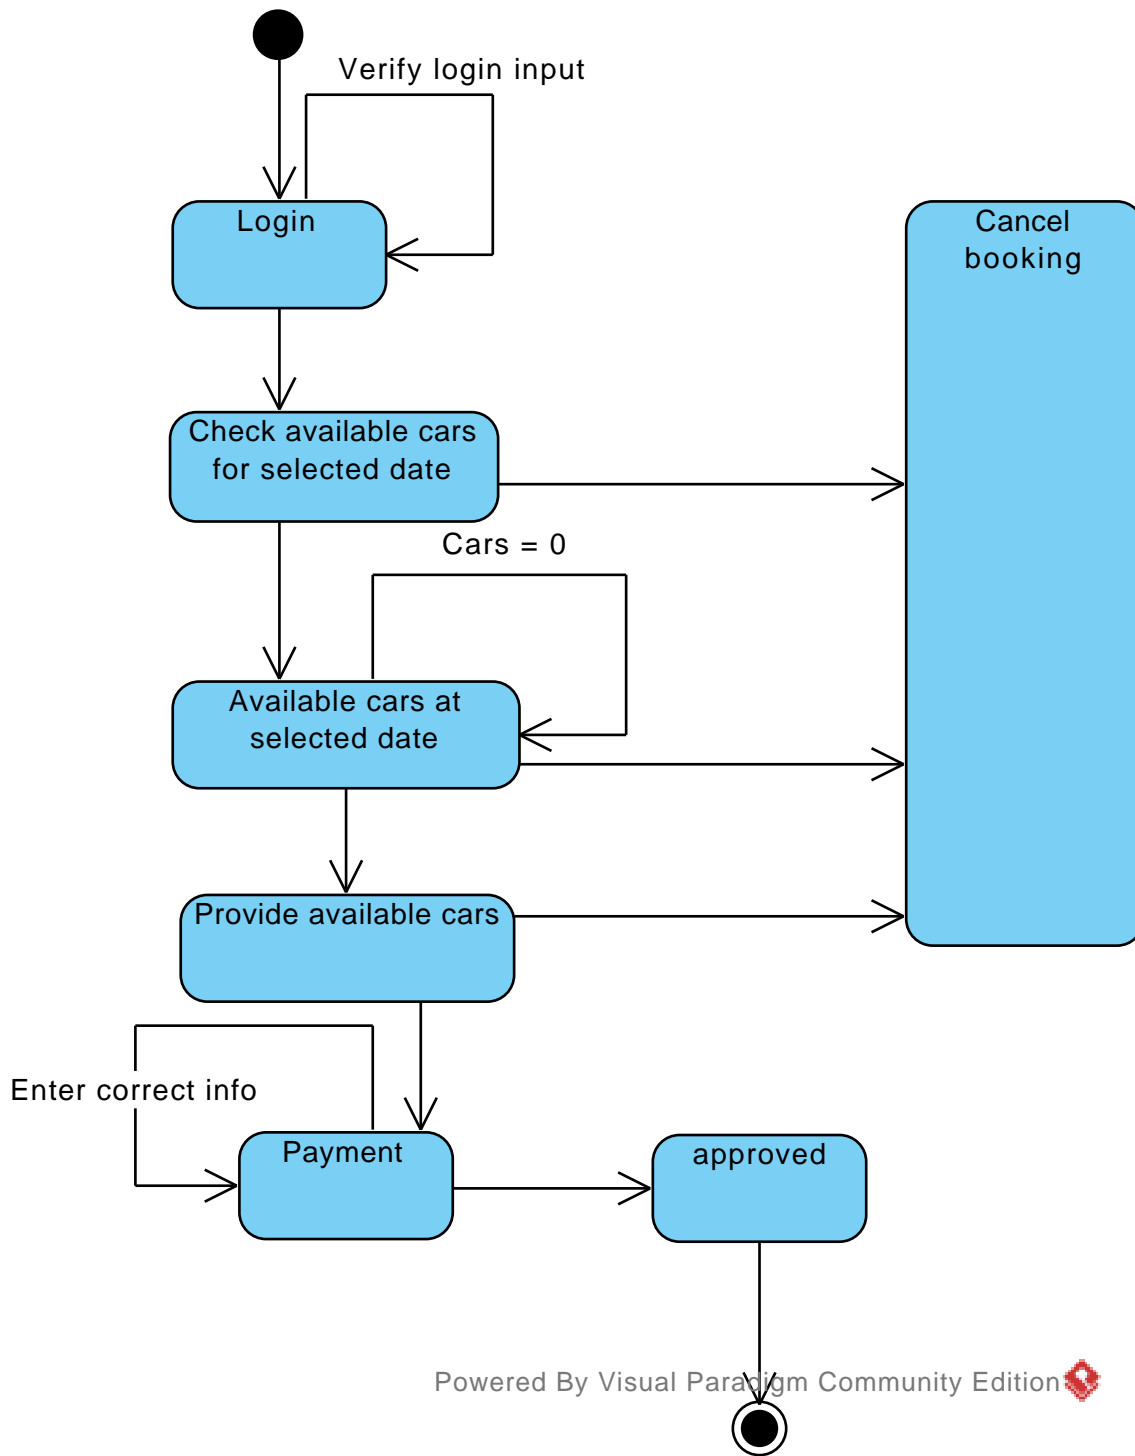 Verify login input
Login
Cancel
booking
Check available cars
for selected date
Cars = 0
Available cars at
selected date
Provide available cars
Enter correct info
Payment
approved
Powered By Visual Paradigm Community Edition